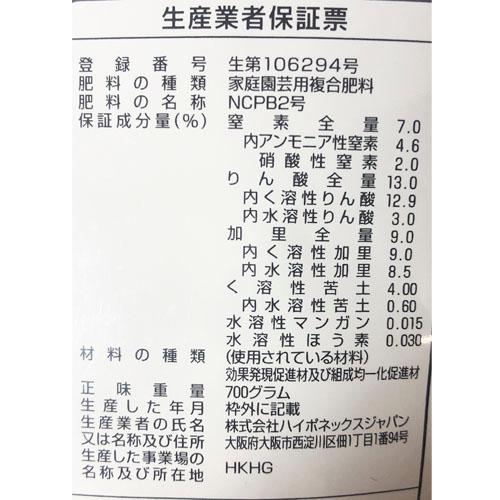 生産業者保証票
登録番号 生第106294号
肥料の種類 家庭園芸用複合肥料
肥料の名称 NCPB2号
保証成分量(%) 窒素全量 7.0
内アンモニア性窒素 4.6
硝酸性窒素 2.0
りん酸全量 13.0
内く溶性りん酸 12.9
内水溶性りん酸 3.0
加里全量 9.0
内く溶性加里 9.0
内水溶性加里 8.5
く溶性苦土 4.00
内水溶性苦土 0.60
水溶性マンガン 0.015
水溶性ほう素 0.030
材料の種類 (使用されている材料)
効果発現促進材及び組成均一化促進材
正味重量 700グラム
生産した年月 枠外に記載
生産業者の氏名 株式会社ハイポネックスジャパン
又は名称及び住所 大阪府大阪市西淀川区佃1丁目1番94号
生産した事業場の
名称及び所在地 HKHG